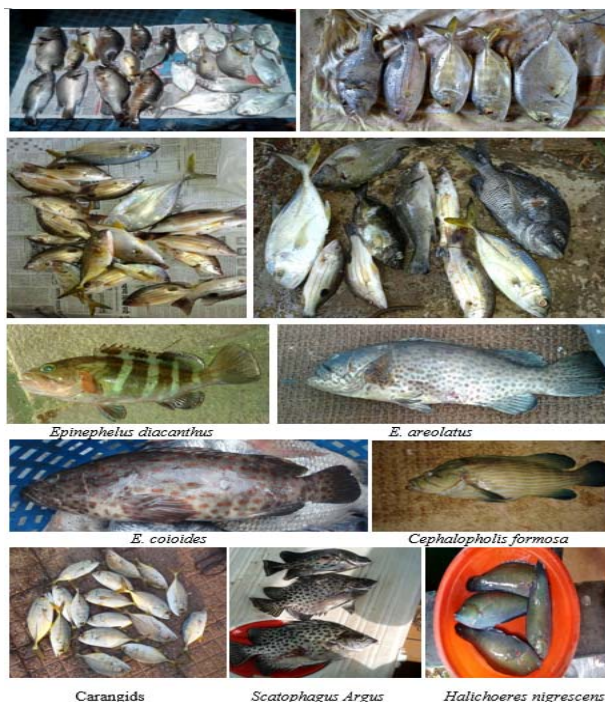 Epinephelus diacanthus E. areolatus
E. coioides Cephalopholis formosa
Carangids Scatophagus Argus Halichoeres nigrescens